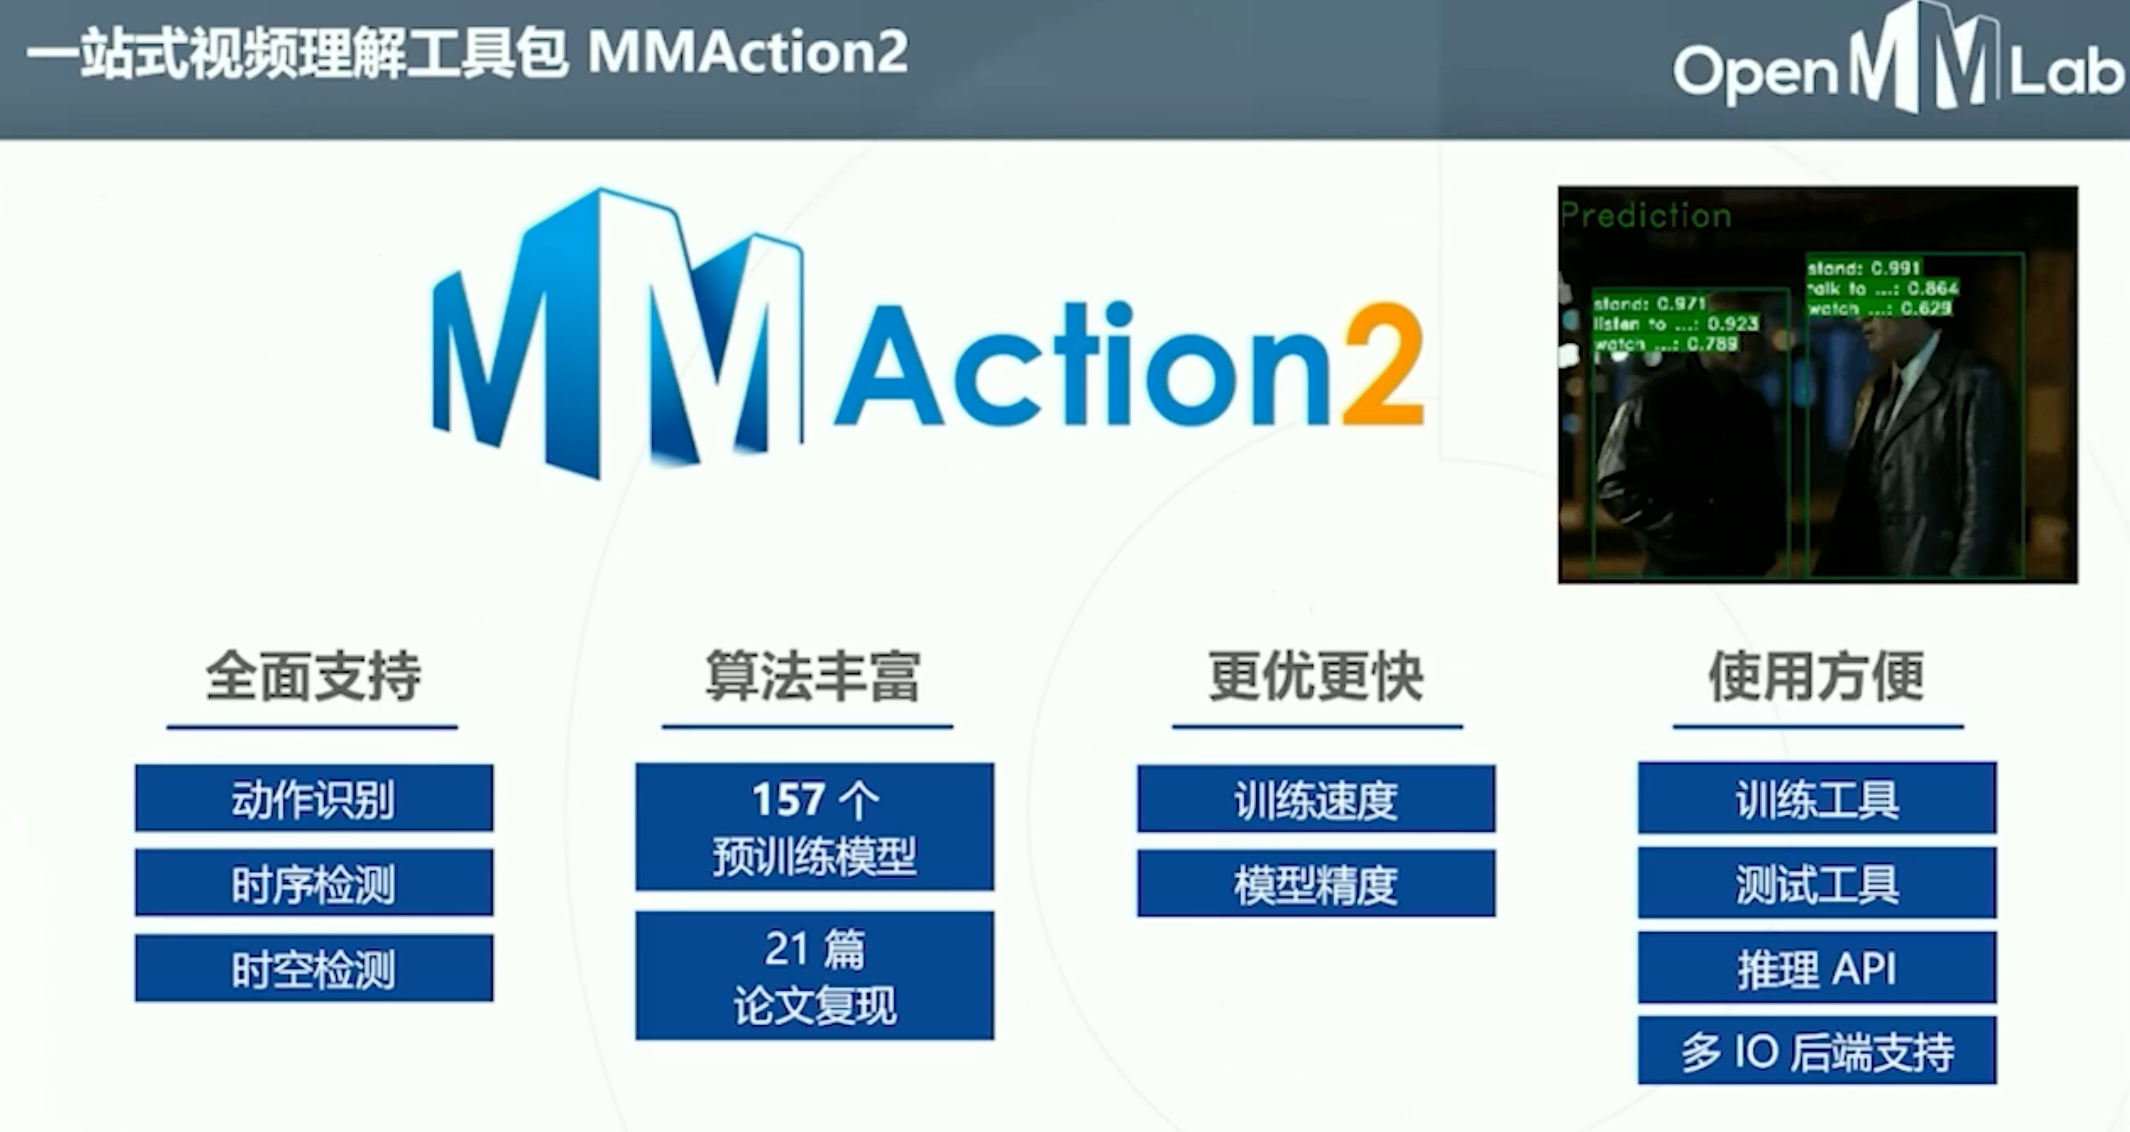 一站式视频理解工具包 MMAction2
OpenMMLab
MMAction2
Prediction
stand: 0.971
listen to ...: 0.923
watch ...: 0.789
stand: 0.991
talk to ...: 0.864
watch ...: 0.629
全面支持
动作识别
时序检测
时空检测
算法丰富
157 个
预训练模型
21 篇
论文复现
更优更快
训练速度
模型精度
使用方便
训练工具
测试工具
推理 API
多 IO 后端支持